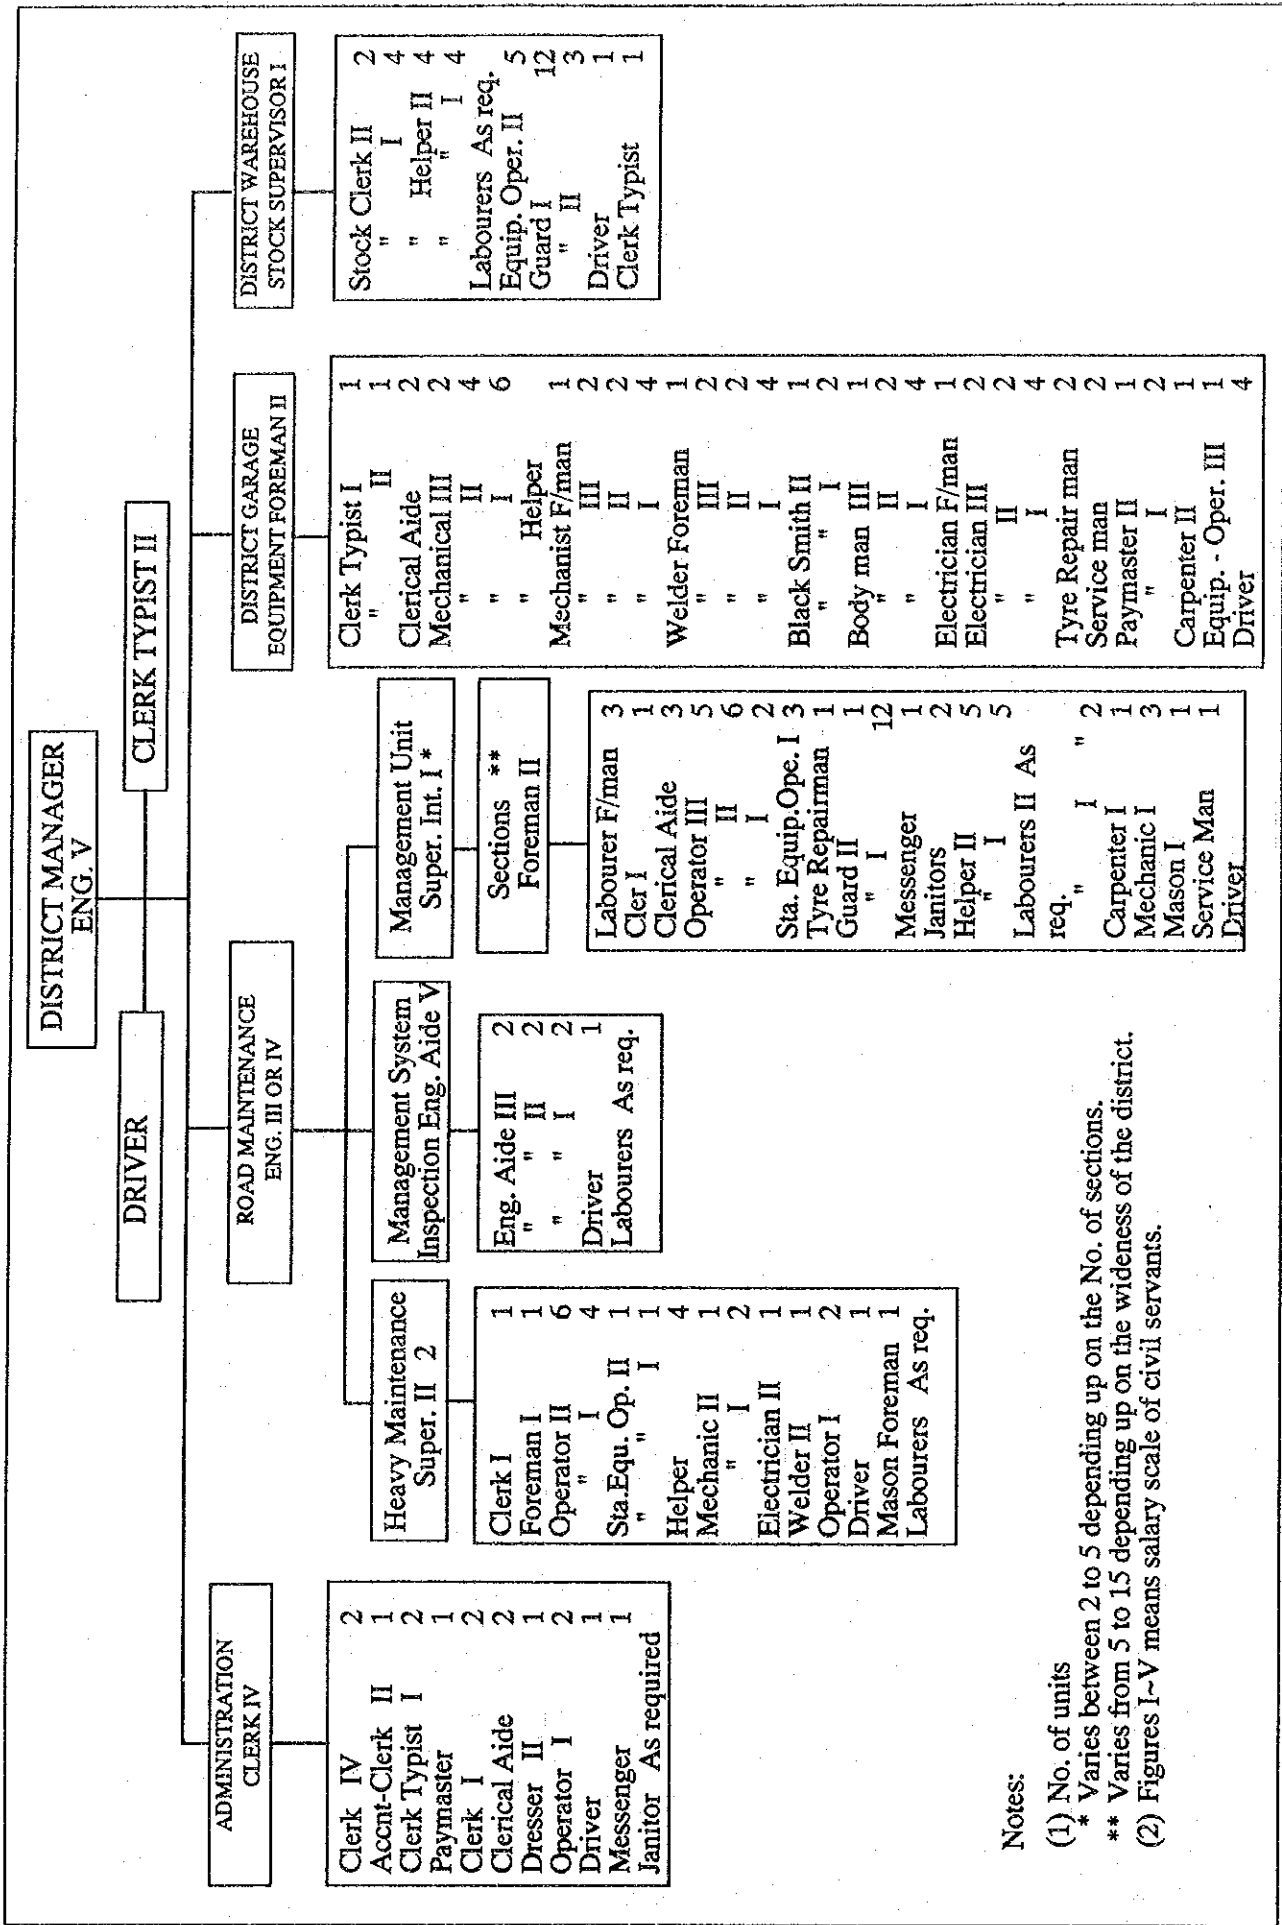 DISTRICT MANAGER
ENG. V
DRIVER
CLERK TYPIST II
ADMINISTRATION
CLERK IV
Clerk IV 2
Accnt-Clerk II 1
Clerk Typist I 2
Paymaster 1
Clerk I 2
Clerical Aide 2
Dresser II 1
Operator I 2
Driver 1
Messenger 1
Janitor As required
ROAD MAINTENANCE
ENG. III OR IV
Heavy Maintenance
Super. II 2
Clerk I 1
Foreman I 1
Operator II 6
" I 4
Sta.Equ. Op. II 1
" " I 1
Helper 4
Mechanic II 1
" I 2
Electrician II 1
Welder II 1
Operator I 2
Driver 1
Mason Foreman 1
Labourers As req.
Management System
Inspection Eng. Aide V
Eng. Aide III 2
" " II 2
" " I 2
Driver 1
Labourers As req.
Management Unit
Super. Int. I *
Sections **
Foreman II
Labourer F/man 3
Cler I 1
Clerical Aide 3
Operator III 5
" II 6
" I 2
Sta. Equip.Ope. I 3
Tyre Repairman 1
Guard II 1
" I 12
Messenger 1
Janitors 2
Helper II 5
" I 5
Labourers II As
req.
" I "
Carpenter I 2
Mechanic I 1
Mason I 3
Service Man 1
Driver 1
DISTRICT GARAGE
EQUIPMENT FOREMAN II
Clerk Typist I 1
" II 1
Clerical Aide 2
Mechanical III 2
" II 4
" I 6
" Helper
Mechanist F/man 1
" III 2
" II 2
" I 4
Welder Foreman 1
" III 2
" II 2
" I 4
Black Smith II 1
" " I 2
Body man III 1
" II 2
" I 4
Electrician F/man 1
Electrician III 2
" II 2
" I 4
Tyre Repair man 2
Service man 2
Paymaster II 1
" I 2
Carpenter II 1
Equip. - Oper. III 1
Driver 4
DISTRICT WAREHOUSE
STOCK SUPERVISOR I
Stock Clerk II 2
" I 4
" Helper II 4
" " I 4
Labourers As req.
Equip. Oper. II 5
Guard I 12
" II 3
Driver 1
Clerk Typist 1
Notes:
(1) No. of units
* Varies between 2 to 5 depending up on the No. of sections.
** Varies from 5 to 15 depending up on the wideness of the district.
(2) Figures I~V means salary scale of civil servants.